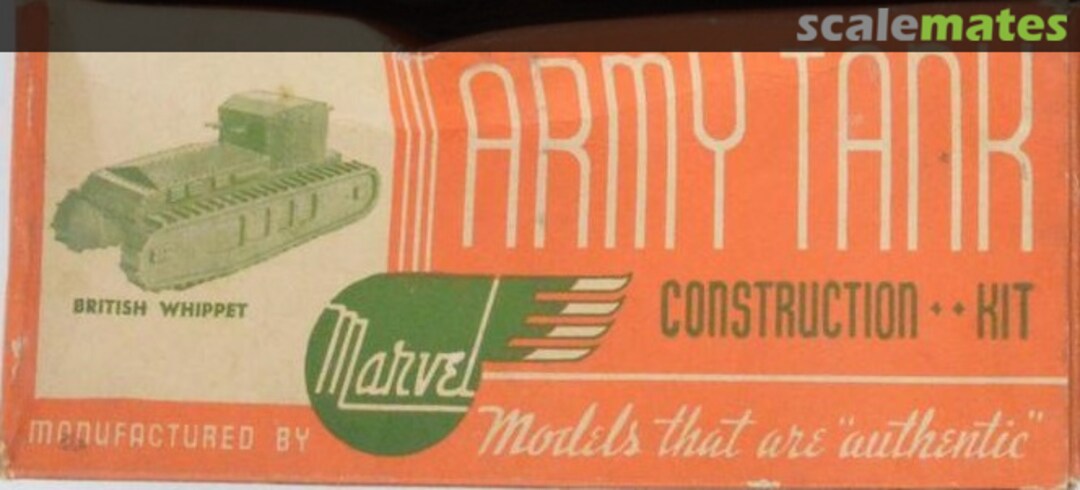 scalemates
ARMY TANK
BRITISH WHIPPET
CONSTRUCTION KIT
Marvel
MANUFACTURED BY
Models that are "authentic"